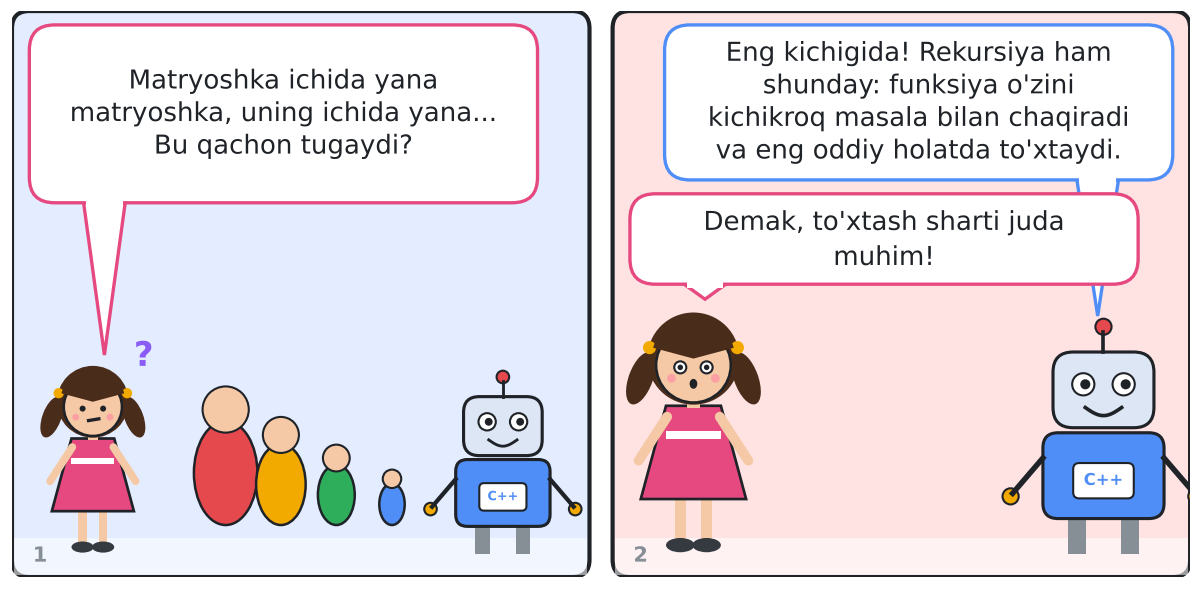 Matryoshka ichida yana
matryoshka, uning ichida yana...
Bu qachon tugaydi?
?
C++
1
Eng kichigida! Rekursiya ham
shunday: funksiya o'zini
kichikroq masala bilan chaqiradi
va eng oddiy holatda to'xtaydi.
Demak, to'xtash sharti juda
muhim!
C++
2